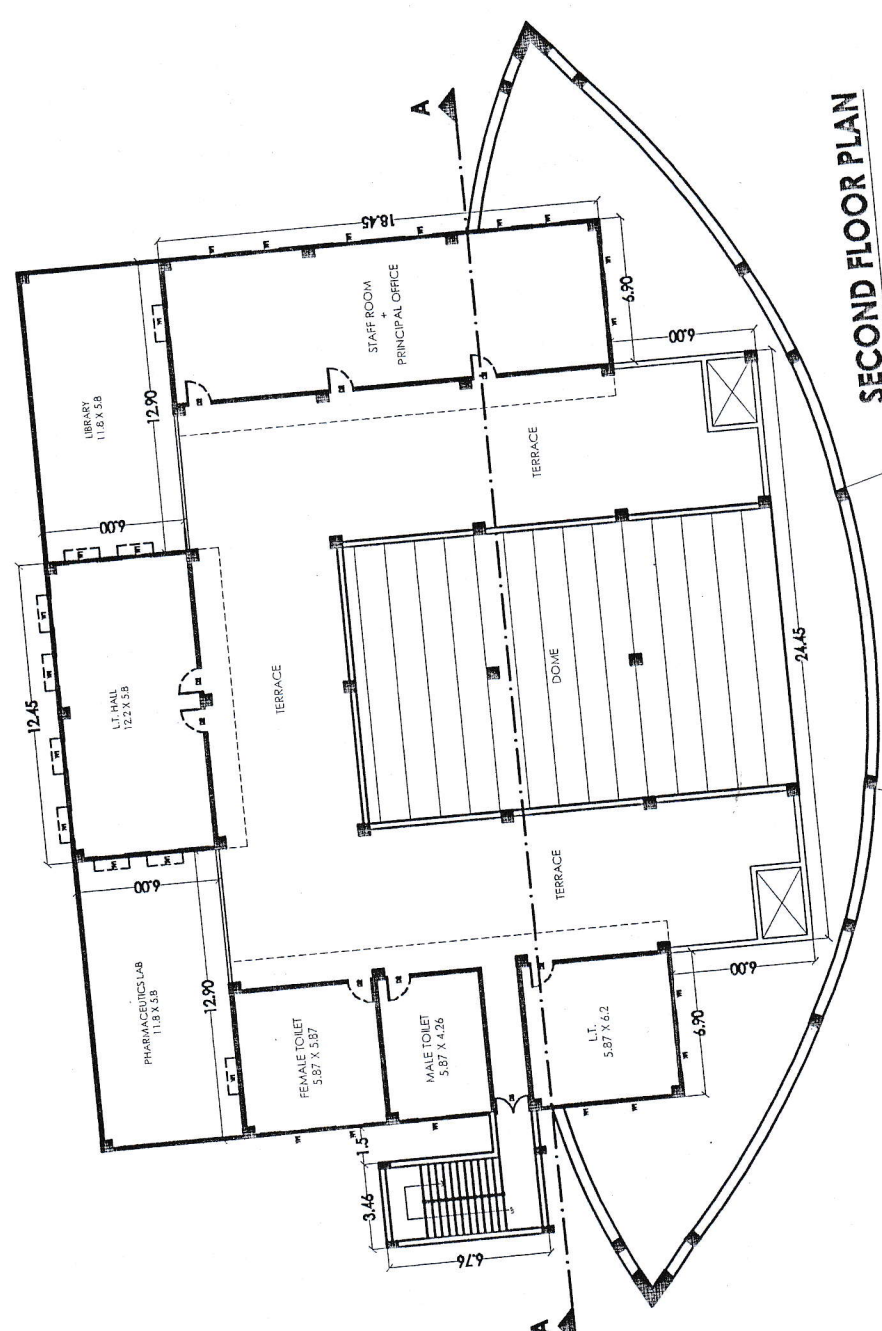 A
18.45
LIBRARY
11.8 X 5.8
12.90
6.00
STAFF ROOM
+
PRINCIPAL OFFICE
6.90
6.00
12.45
L.T. HALL
12.2 X 5.8
TERRACE
TERRACE
DOME
24.45
6.00
PHARMACEUTICS LAB
11.8 X 5.8
12.90
FEMALE TOILET
5.87 X 5.87
MALE TOILET
5.87 X 4.26
TERRACE
L.T.
5.87 X 6.2
6.00
6.90
1.5
3.46
6.76
A
SECOND FLOOR PLAN